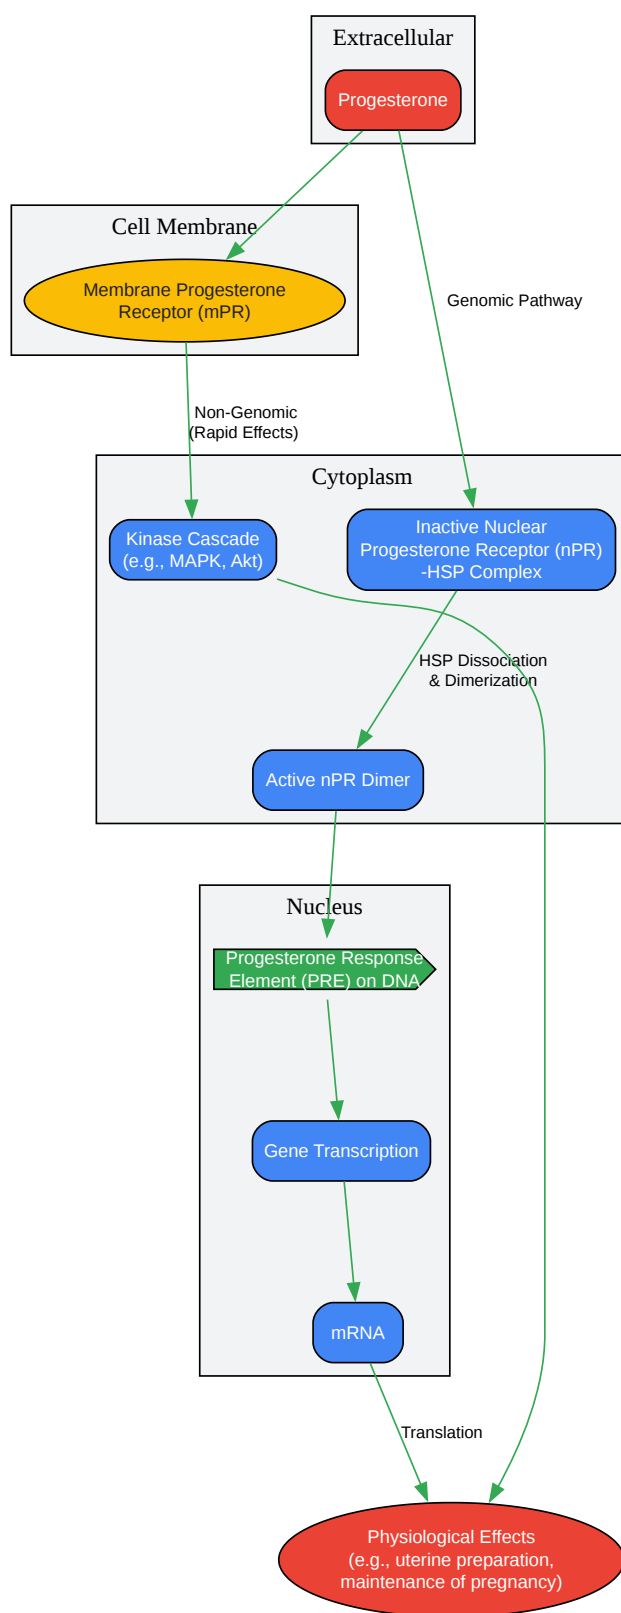 Extracellular
Progesterone
Cell Membrane
Membrane Progesterone
Receptor (mPR)
Genomic Pathway
Non-Genomic
(Rapid Effects)
Cytoplasm
Kinase Cascade
(e.g., MAPK, Akt)
Inactive Nuclear
Progesterone Receptor (nPR)
-HSP Complex
HSP Dissociation
& Dimerization
Active nPR Dimer
Nucleus
Progesterone Response
Element (PRE) on DNA
Gene Transcription
mRNA
Translation
Physiological Effects
(e.g., uterine preparation,
maintenance of pregnancy)